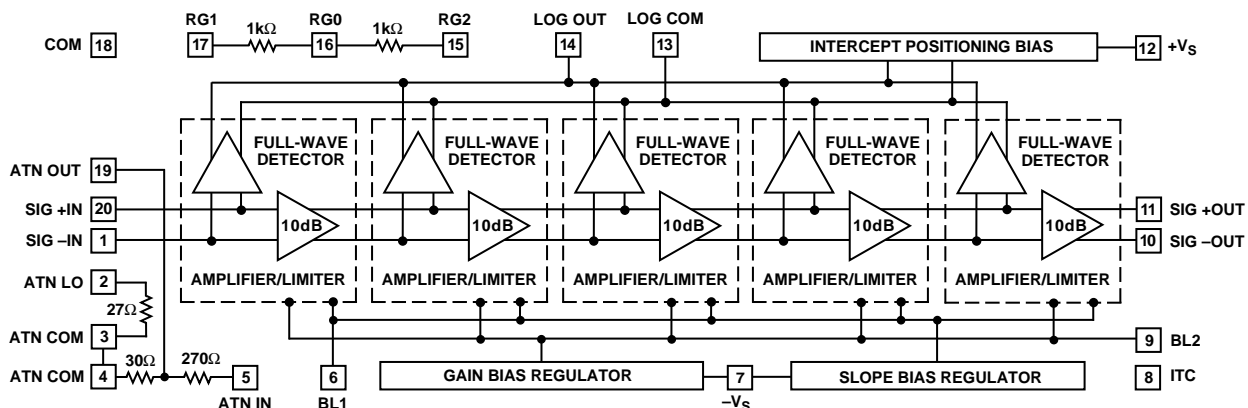 RG1 RG0 RG2 LOG OUT LOG COM
1kΩ 1kΩ
COM 18 17 16 15 14 13 INTERCEPT POSITIONING BIAS 12 +VS
FULL-WAVE DETECTOR FULL-WAVE DETECTOR FULL-WAVE DETECTOR FULL-WAVE DETECTOR FULL-WAVE DETECTOR
ATN OUT 19
SIG +IN 20 11 SIG +OUT
10dB 10dB 10dB 10dB 10dB
SIG –IN 1 10 SIG –OUT
AMPLIFIER/LIMITER AMPLIFIER/LIMITER AMPLIFIER/LIMITER AMPLIFIER/LIMITER AMPLIFIER/LIMITER
ATN LO 2
27Ω
ATN COM 3 9 BL2
30Ω 270Ω
ATN COM 4 5 6 GAIN BIAS REGULATOR 7 SLOPE BIAS REGULATOR 8 ITC
ATN IN BL1 –VS